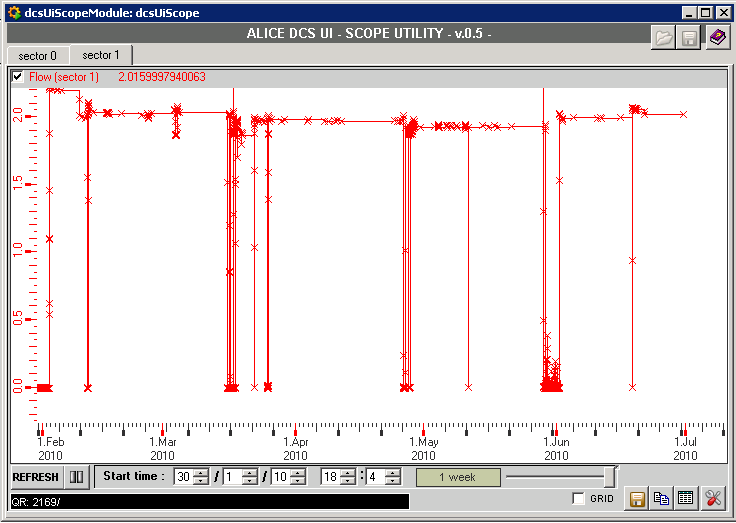 dcsUiScopeModule: dcsUiScope
ALICE DCS UI - SCOPE UTILITY - v.0.5 -
sector 0 sector 1
Flow (sector 1) 2.0159997940063
2.0
1.5
1.0
0.5
0.0
1.Feb 1.Mar 1.Apr 1.May 1.Jun 1.Jul
2010 2010 2010 2010 2010 2010
REFRESH Start time : 30 / 1 / 10 18 : 4 1 week
QR: 2169/ GRID